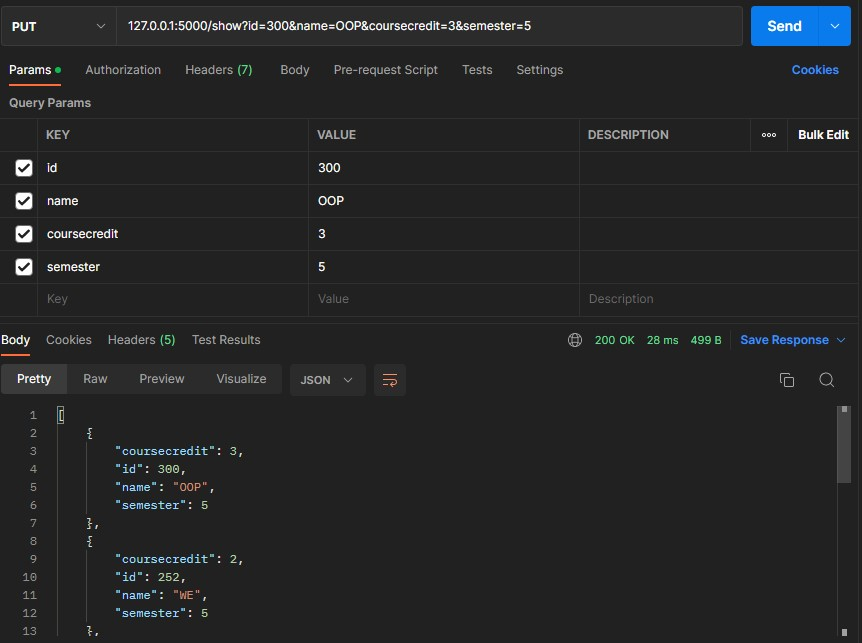 PUT 127.0.0.1:5000/show?id=300&name=OOP&coursecredit=3&semester=5 Send
Params Authorization Headers (7) Body Pre-request Script Tests Settings Cookies
Query Params
KEY VALUE DESCRIPTION Bulk Edit
id 300
name OOP
coursecredit 3
semester 5
Key Value Description
Body Cookies Headers (5) Test Results 200 OK 28 ms 499 B Save Response
Pretty Raw Preview Visualize JSON
1 [
2 {
3 "coursecredit": 3,
4 "id": 300,
5 "name": "OOP",
6 "semester": 5
7 },
8 {
9 "coursecredit": 2,
10 "id": 252,
11 "name": "WE",
12 "semester": 5
13 },